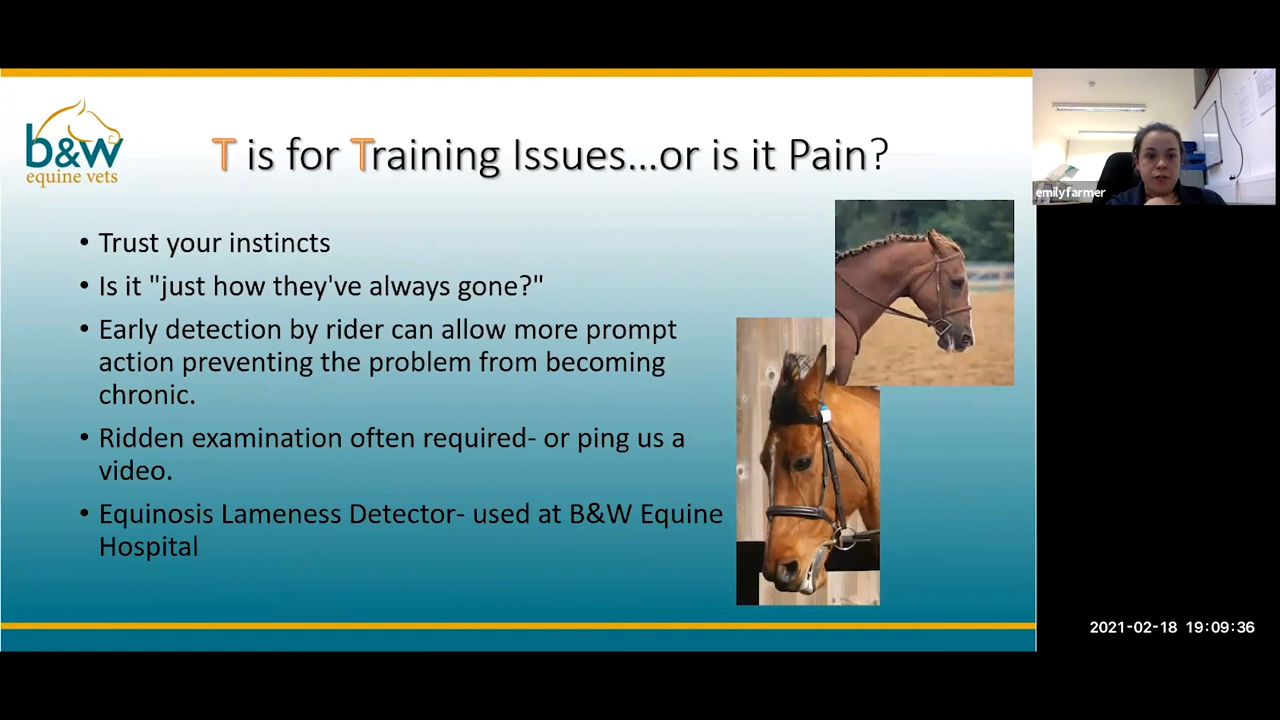 b&w
equine vets
T is for Training Issues...or is it Pain?
emilyfarmer
• Trust your instincts
• Is it "just how they've always gone?"
• Early detection by rider can allow more prompt
action preventing the problem from becoming
chronic.
• Ridden examination often required- or ping us a
video.
• Equinosis Lameness Detector- used at B&W Equine
Hospital
2021-02-18 19:09:36